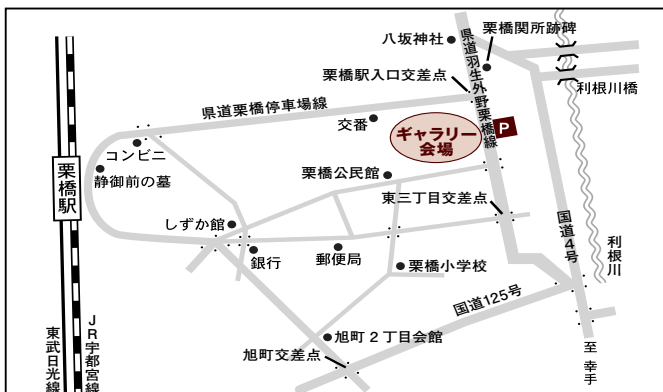 八坂神社
栗橋関所跡碑
栗橋駅入口交差点
県道羽生外野栗橋線
利根川橋
県道栗橋停車場線
交番
ギャラリー
会場
P
コンビニ
静御前の墓
栗橋駅
栗橋公民館
東三丁目交差点
しずか館
銀行
郵便局
栗橋小学校
国道4号
利根川
国道125号
旭町2丁目会館
旭町交差点
東武日光線
JR宇都宮線
至 幸手